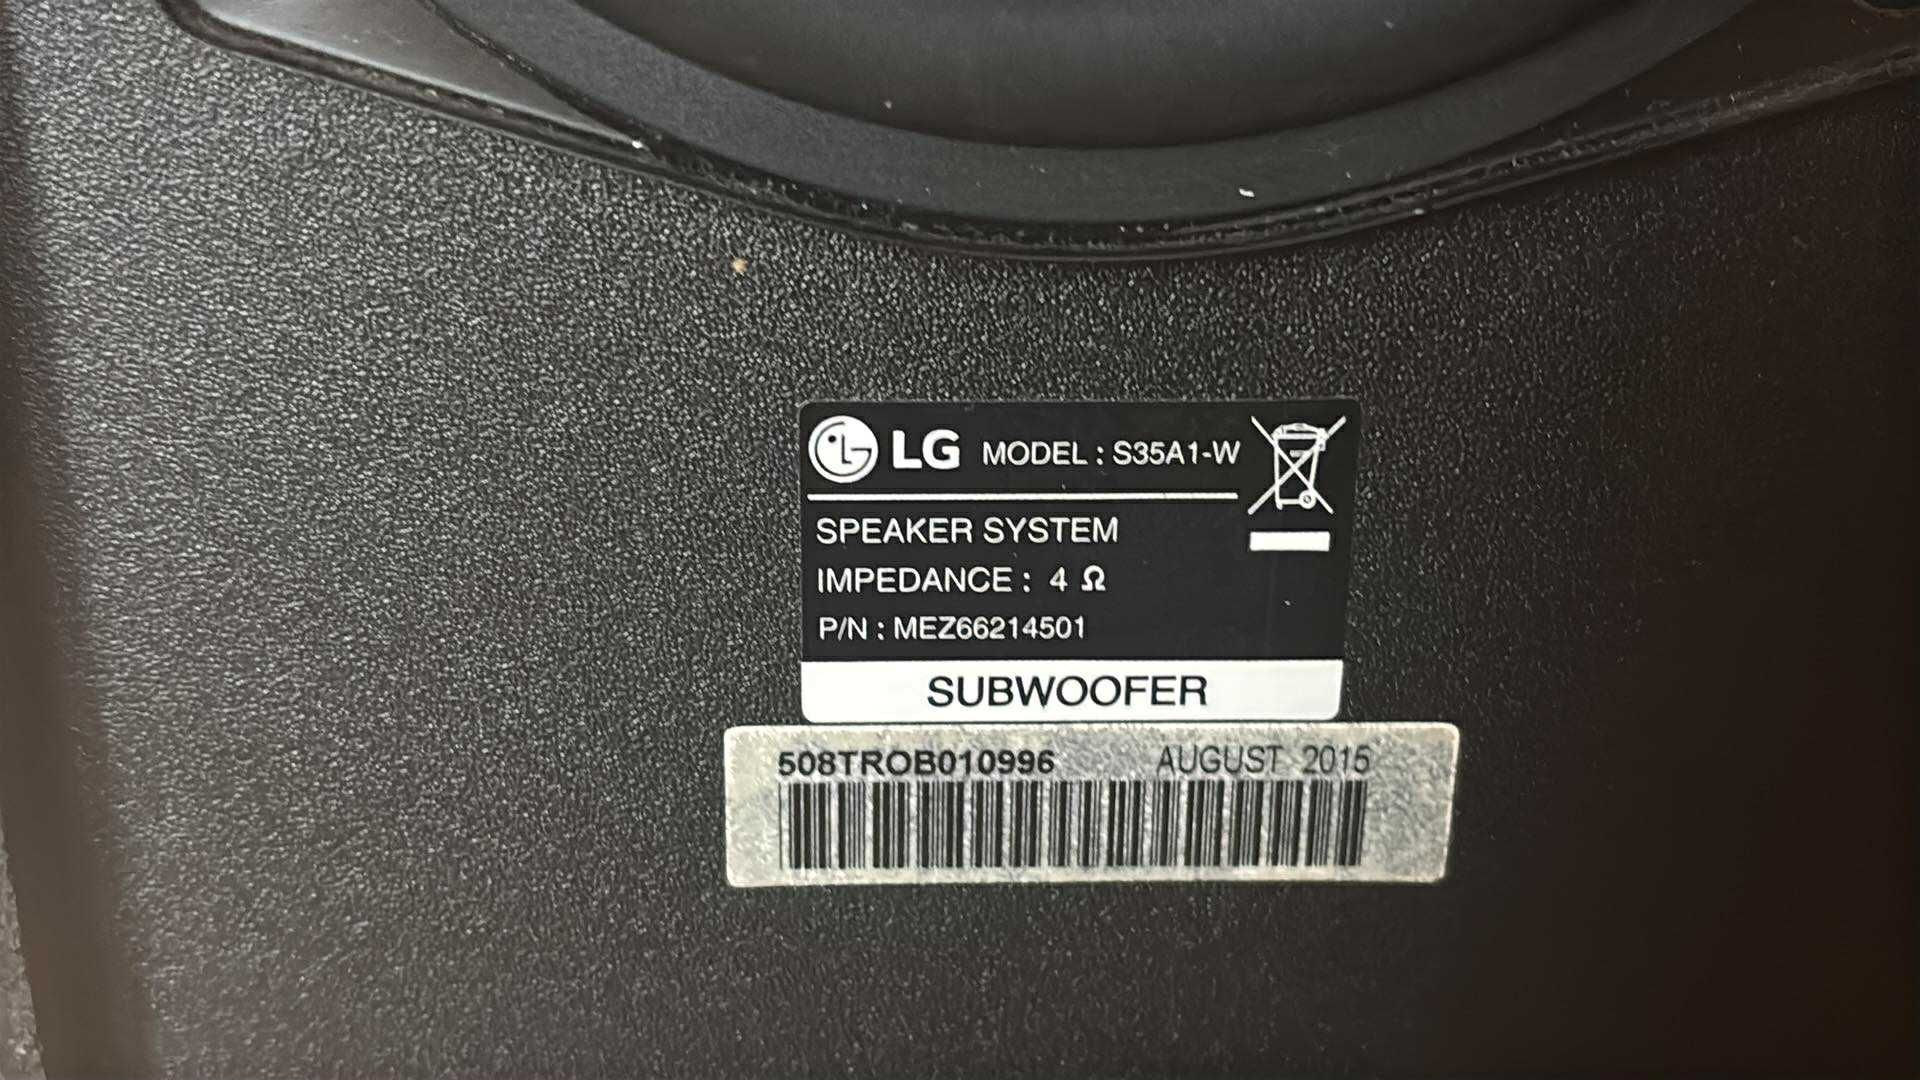 LG MODEL : S35A1-W
SPEAKER SYSTEM
IMPEDANCE : 4 Ω
P/N : MEZ66214501
SUBWOOFER
508TROB010996 AUGUST 2015